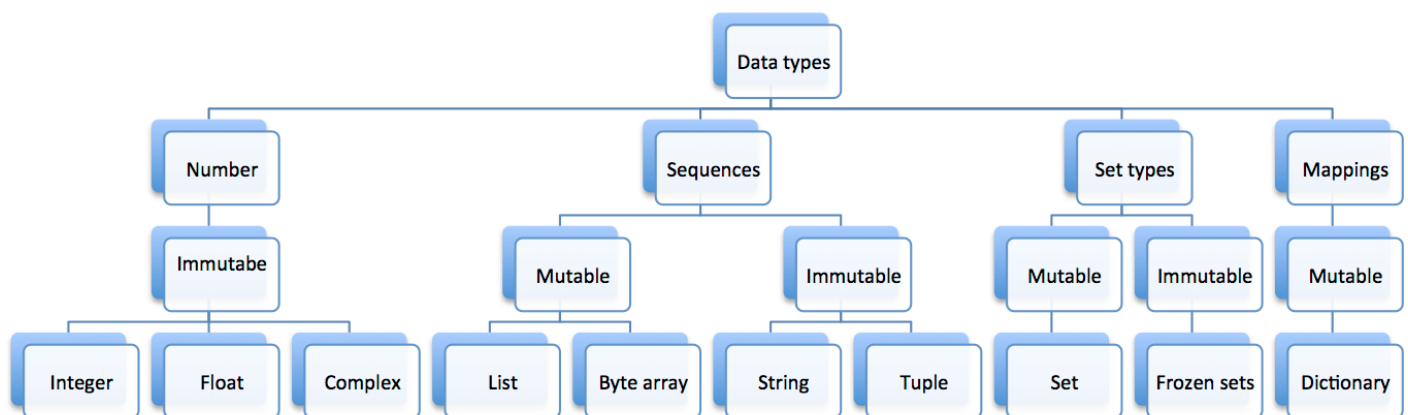 Data types
Number
Sequences
Set types
Mappings
Immutabe
Mutable
Immutable
Mutable
Immutable
Mutable
Integer
Float
Complex
List
Byte array
String
Tuple
Set
Frozen sets
Dictionary